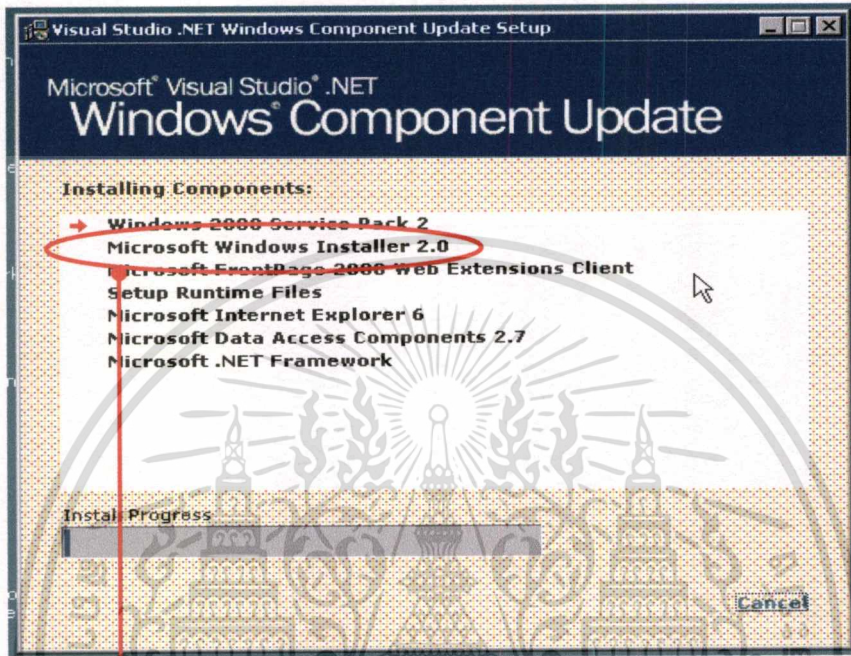 Visual Studio .NET Windows Component Update Setup
Microsoft® Visual Studio® .NET
Windows® Component Update
Installing Components:
Windows 2000 Service Pack 2
Microsoft Windows Installer 2.0
Microsoft FrontPage 2000 Web Extensions Client
Setup Runtime Files
Microsoft Internet Explorer 6
Microsoft Data Access Components 2.7
Microsoft .NET Framework
Install Progress
Cancel